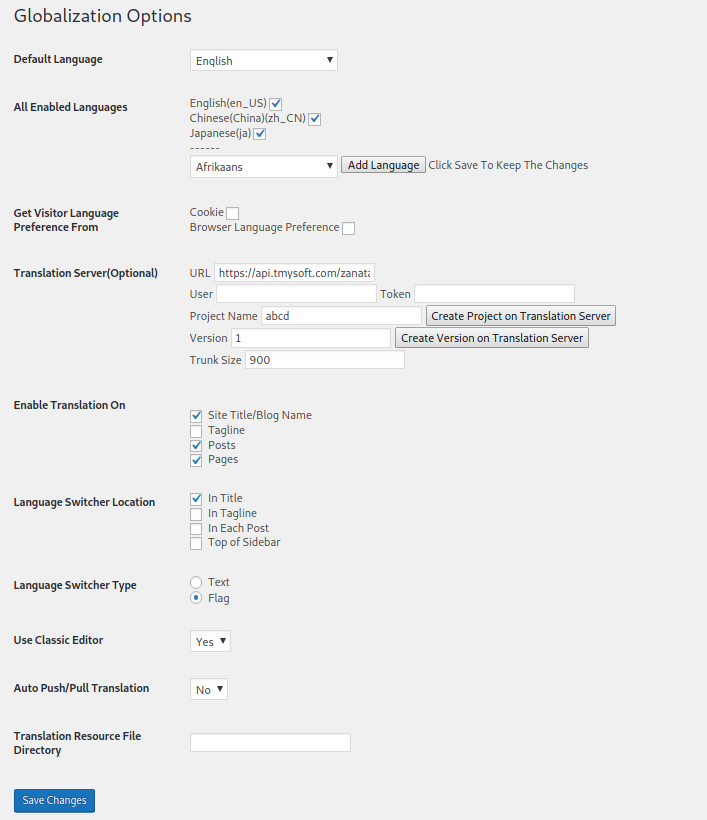 Globalization Options
Default Language
English
All Enabled Languages
English(en_US)
Chinese(China)(zh_CN)
Japanese(ja)
------
Afrikaans Add Language Click Save To Keep The Changes
Get Visitor Language
Preference From
Cookie
Browser Language Preference
Translation Server(Optional)
URL https://api.tmysoft.com/zanata
User Token
Project Name abcd Create Project on Translation Server
Version 1 Create Version on Translation Server
Trunk Size 900
Enable Translation On
Site Title/Blog Name
Tagline
Posts
Pages
Language Switcher Location
In Title
In Tagline
In Each Post
Top of Sidebar
Language Switcher Type
Text
Flag
Use Classic Editor
Yes
Auto Push/Pull Translation
No
Translation Resource File
Directory
Save Changes